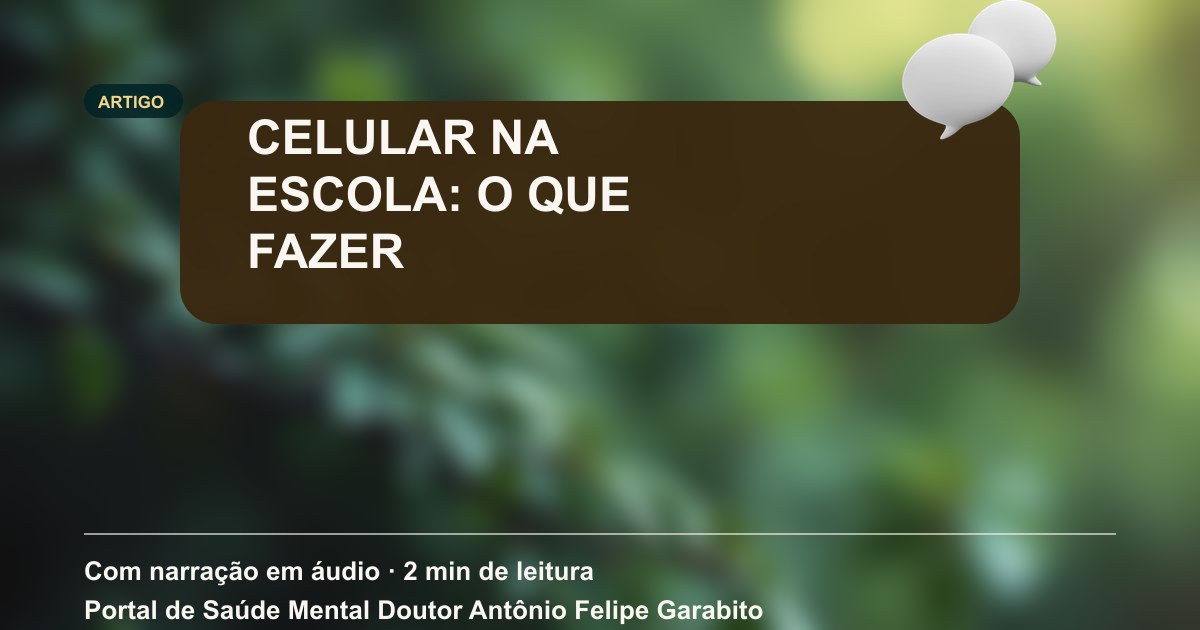 ARTIGO
CELULAR NA
ESCOLA: O QUE
FAZER
Com narração em áudio · 2 min de leitura
Portal de Saúde Mental Doutor Antônio Felipe Garabito